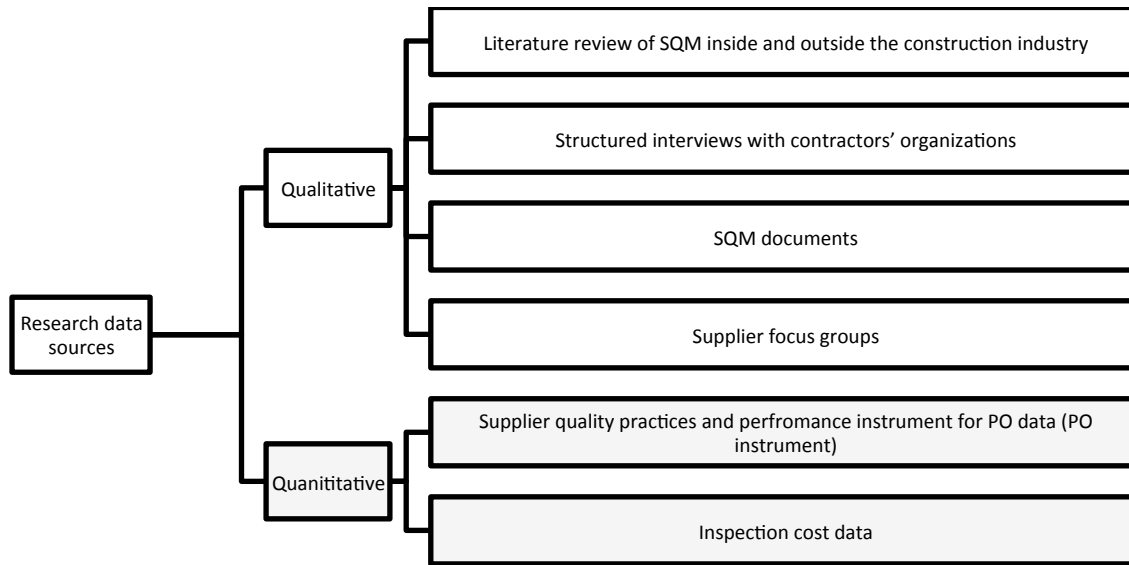 Literature review of SQM inside and outside the construction industry
Structured interviews with contractors’ organizations
Qualitative
SQM documents
Supplier focus groups
Research data
sources
Supplier quality practices and perfromance instrument for PO data (PO
instrument)
Quanititative
Inspection cost data